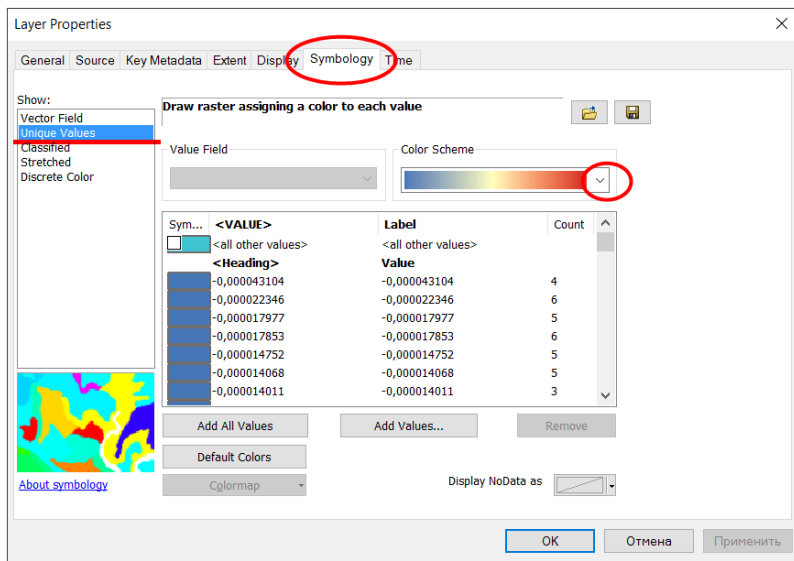 Layer Properties
General Source Key Metadata Extent Display Symbology Time
Show:
Vector Field
Unique Values
Classified
Stretched
Discrete Color
Draw raster assigning a color to each value
Value Field
Color Scheme
Sym... <VALUE> Label Count
<all other values> <all other values>
<Heading> Value
-0,000043104 -0,000043104 4
-0,000022346 -0,000022346 6
-0,000017977 -0,000017977 5
-0,000017853 -0,000017853 6
-0,000014752 -0,000014752 5
-0,000014068 -0,000014068 5
-0,000014011 -0,000014011 3
Add All Values Add Values... Remove
Default Colors
Colormap
Display NoData as
About symbology
OK Отмена Применить